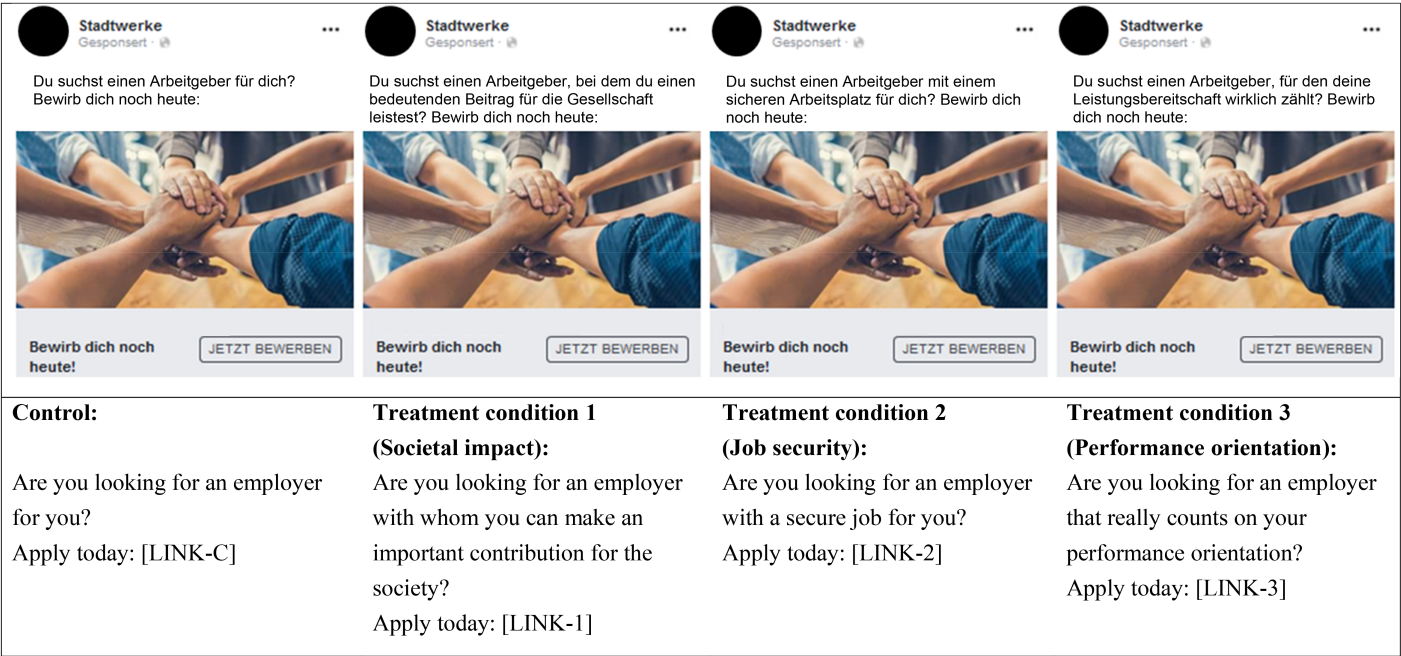 Stadtwerke
Gesponsert ·
Du suchst einen Arbeitgeber für dich?
Bewirb dich noch heute:
Bewirb dich noch
heute!
JETZT BEWERBEN
Stadtwerke
Gesponsert ·
Du suchst einen Arbeitgeber, bei dem du einen
bedeutenden Beitrag für die Gesellschaft
leistest? Bewirb dich noch heute:
Bewirb dich noch
heute!
JETZT BEWERBEN
Stadtwerke
Gesponsert ·
Du suchst einen Arbeitgeber mit einem
sicheren Arbeitsplatz für dich? Bewirb dich
noch heute:
Bewirb dich noch
heute!
JETZT BEWERBEN
Stadtwerke
Gesponsert ·
Du suchst einen Arbeitgeber, für den deine
Leistungsbereitschaft wirklich zählt? Bewirb
dich noch heute:
Bewirb dich noch
heute!
JETZT BEWERBEN
Control:
Are you looking for an employer
for you?
Apply today: [LINK-C]
Treatment condition 1
(Societal impact):
Are you looking for an employer
with whom you can make an
important contribution for the
society?
Apply today: [LINK-1]
Treatment condition 2
(Job security):
Are you looking for an employer
with a secure job for you?
Apply today: [LINK-2]
Treatment condition 3
(Performance orientation):
Are you looking for an employer
that really counts on your
performance orientation?
Apply today: [LINK-3]